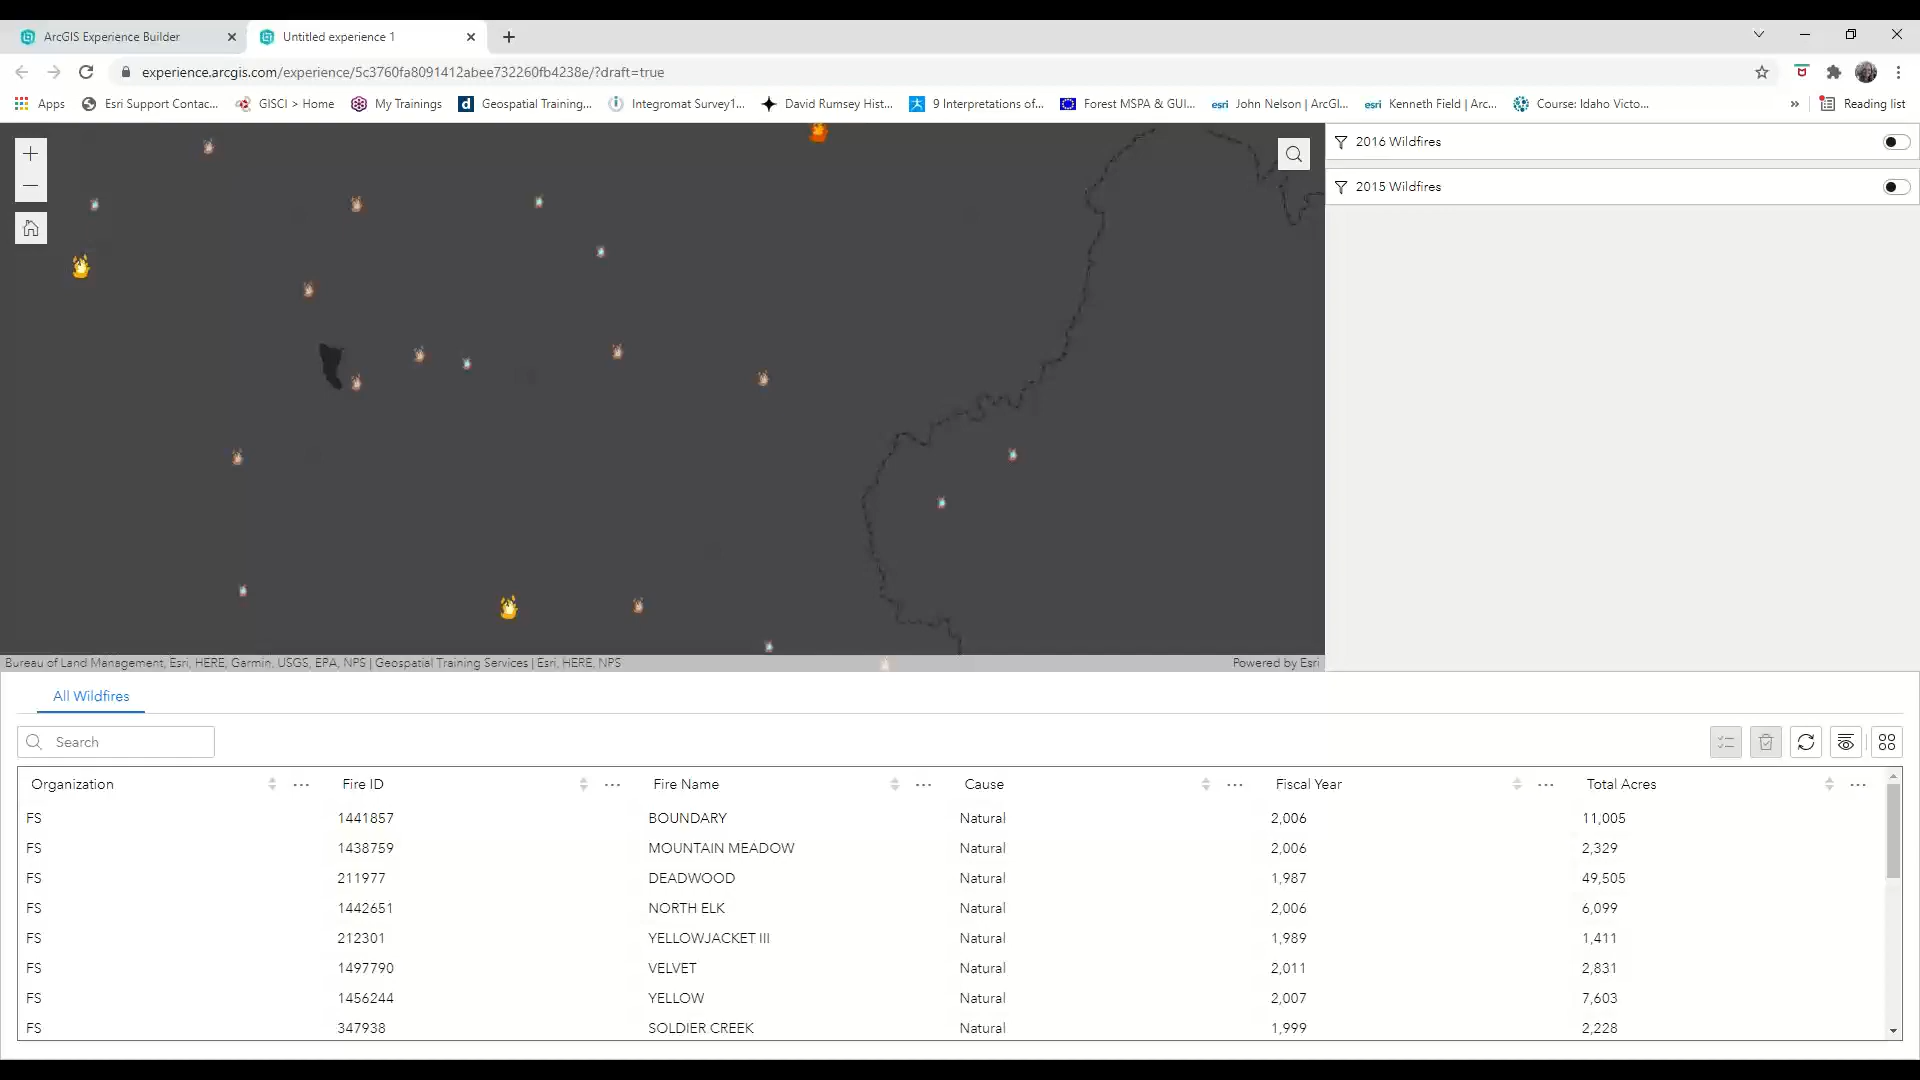 ArcGIS Experience Builder
Untitled experience 1
experience.arcgis.com/experience/5c3760fa8091412abee732260fb4238e/?draft=true
Apps Esri Support Contac... GISCI > Home My Trainings Geospatial Training... Integromat Survey1... David Rumsey Hist... 9 Interpretations of... Forest MSPA & GUI... esri John Nelson | ArcGI... esri Kenneth Field | Arc... Course: Idaho Victo... » Reading list
2016 Wildfires
2015 Wildfires
Bureau of Land Management, Esri, HERE, Garmin, USGS, EPA, NPS | Geospatial Training Services | Esri, HERE, NPS Powered by Esri
All Wildfires
Search
Organization Fire ID Fire Name Cause Fiscal Year Total Acres
FS 1441857 BOUNDARY Natural 2,006 11,005
FS 1438759 MOUNTAIN MEADOW Natural 2,006 2,329
FS 211977 DEADWOOD Natural 1,987 49,505
FS 1442651 NORTH ELK Natural 2,006 6,099
FS 212301 YELLOWJACKET III Natural 1,989 1,411
FS 1497790 VELVET Natural 2,011 2,831
FS 1456244 YELLOW Natural 2,007 7,603
FS 347938 SOLDIER CREEK Natural 1,999 2,228